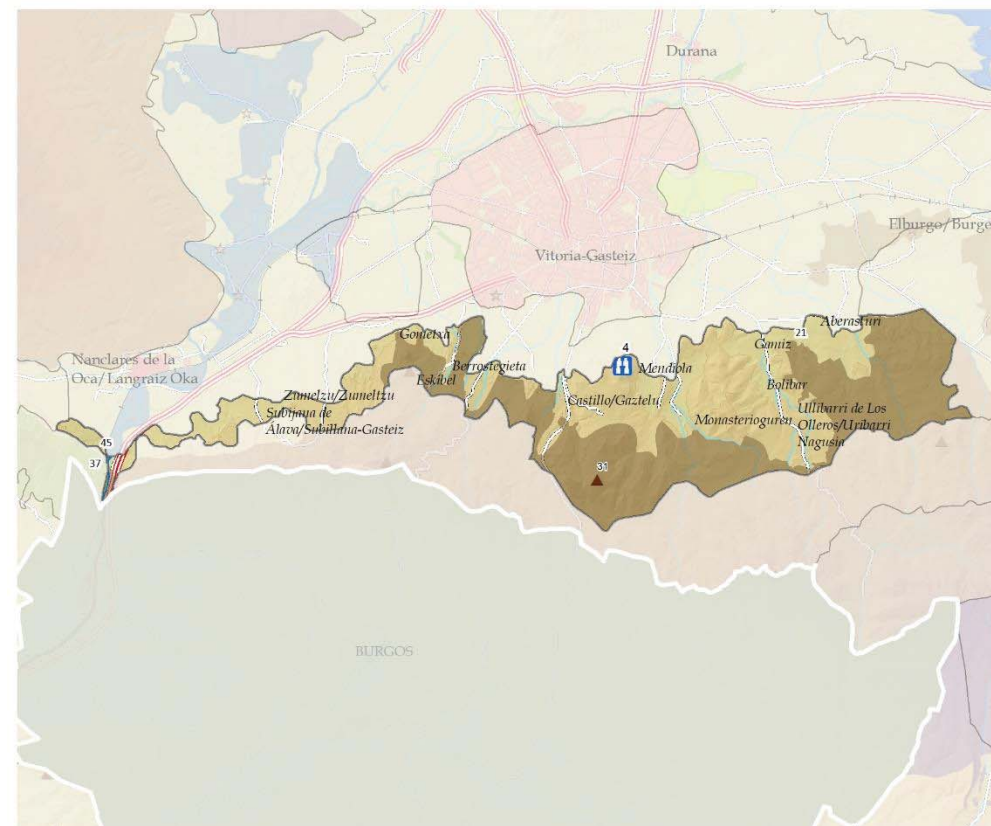 Durana
Elburgo/Burge
Vitoria-Gasteiz
21
Aberasturi
Gometxa
Gamiz
4
Nanclares de la
Oca/Langraiz Oka
Berrostegieta
Mendiola
Eskibel
Bolibar
Zumelzu/Zumeltzu
Castillo/Gaztelu
Subijana de
Álava/Subillana-Gasteiz
Monasterioguren
Ullibarri de Los
Olleros/Uribarri
Nagusia
45
37
31
BURGOS